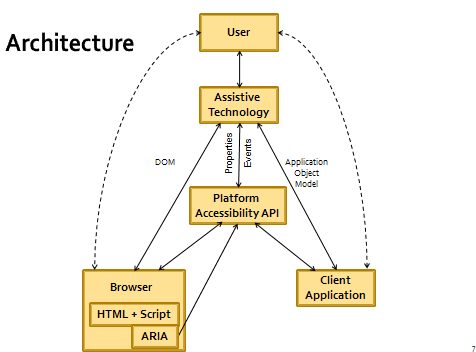 Architecture
User
Assistive
Technology
DOM
Properties
Events
Application
Object
Model
Platform
Accessibility API
Browser
HTML + Script
ARIA
Client
Application
7